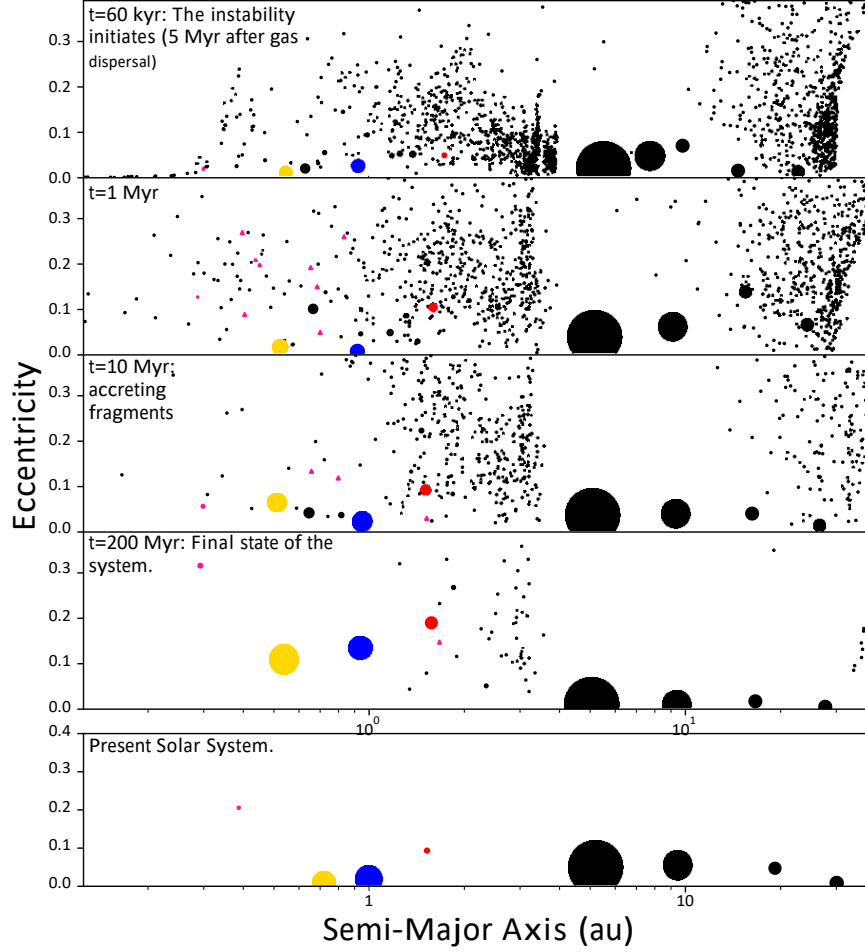 t=60 kyr: The instability
initiates (5 Myr after gas
dispersal)
0.3
0.2
0.1
0.0
t=1 Myr
0.3
0.2
0.1
0.0
t=10 Myr:
accreting
fragments
0.3
0.2
0.1
0.0
t=200 Myr: Final state of the
system.
0.3
0.2
0.1
0.0
10⁰
10¹
Present Solar System.
0.4
0.3
0.2
0.1
0.0
1
10
Eccentricity
Semi-Major Axis (au)